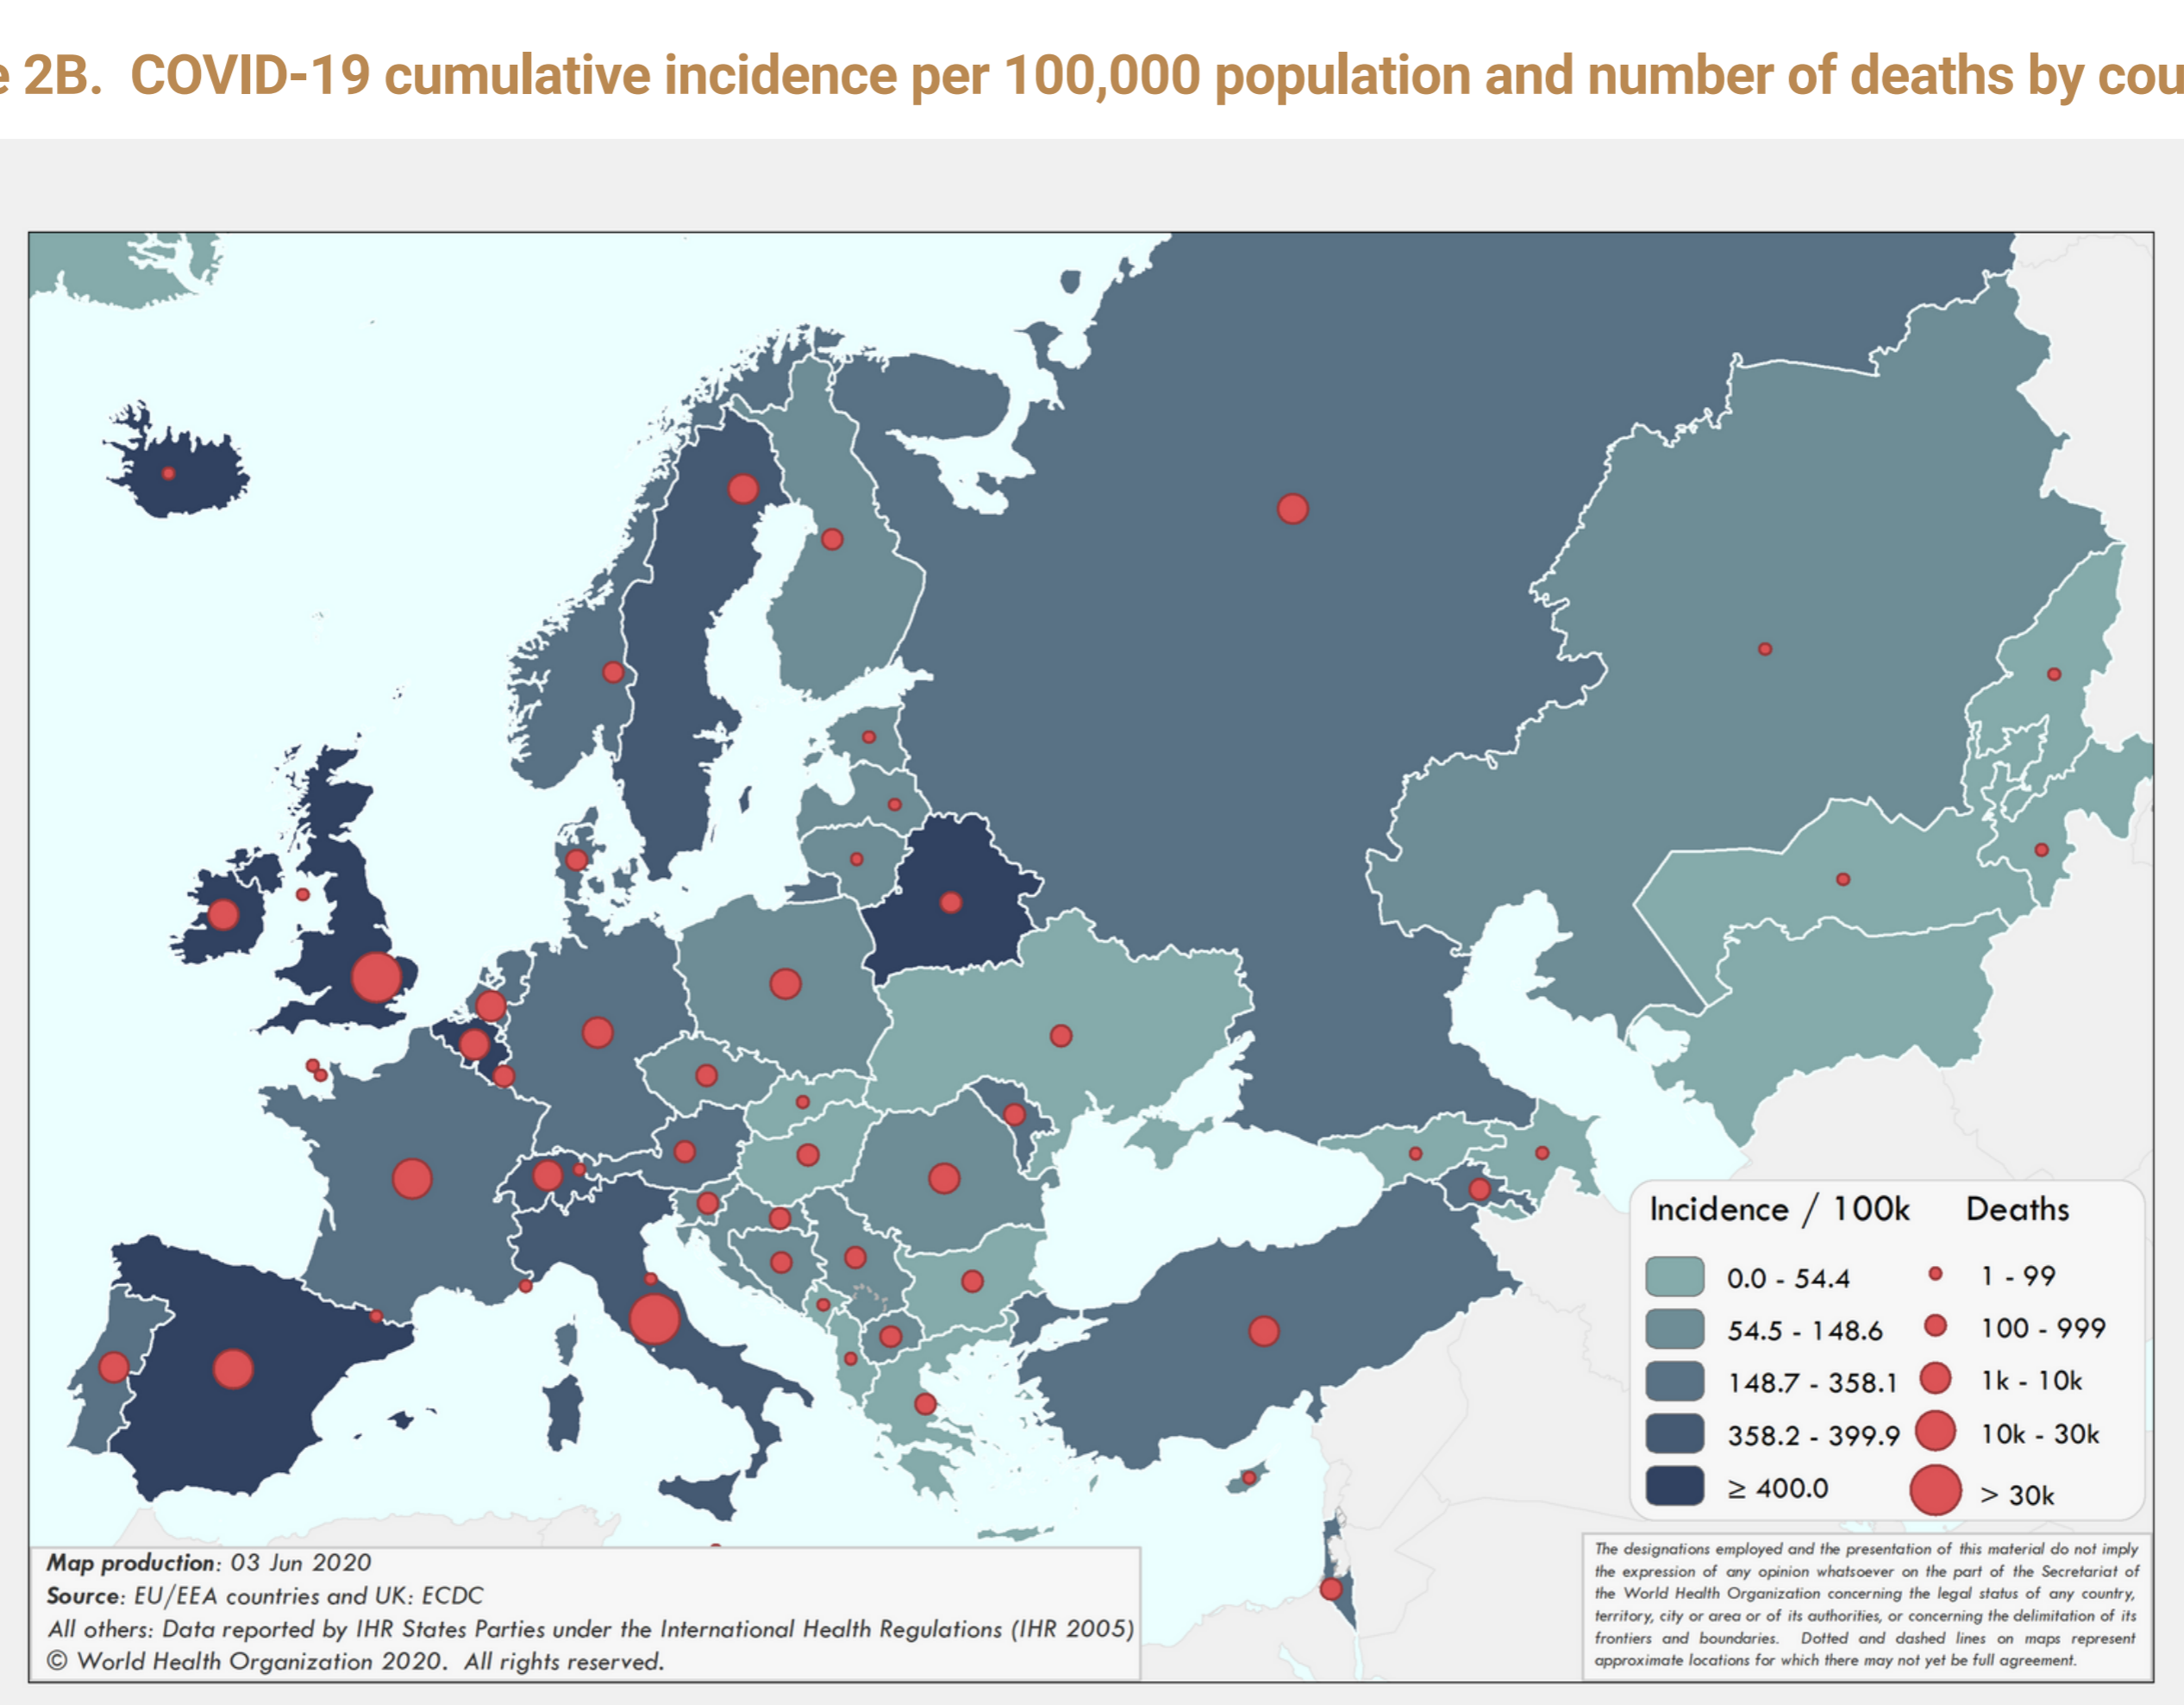 e 2B. COVID-19 cumulative incidence per 100,000 population and number of deaths by cou
Incidence / 100k Deaths
0.0 - 54.4 1 - 99
54.5 - 148.6 100 - 999
148.7 - 358.1 1k - 10k
358.2 - 399.9 10k - 30k
≥ 400.0 > 30k
Map production: 03 Jun 2020
Source: EU/EEA countries and UK: ECDC
All others: Data reported by IHR States Parties under the International Health Regulations (IHR 2005)
© World Health Organization 2020. All rights reserved.
The designations employed and the presentation of this material do not imply
the expression of any opinion whatsoever on the part of the Secretariat of
the World Health Organization concerning the legal status of any country,
territory, city or area or of its authorities, or concerning the delimitation of its
frontiers and boundaries. Dotted and dashed lines on maps represent
approximate locations for which there may not yet be full agreement.